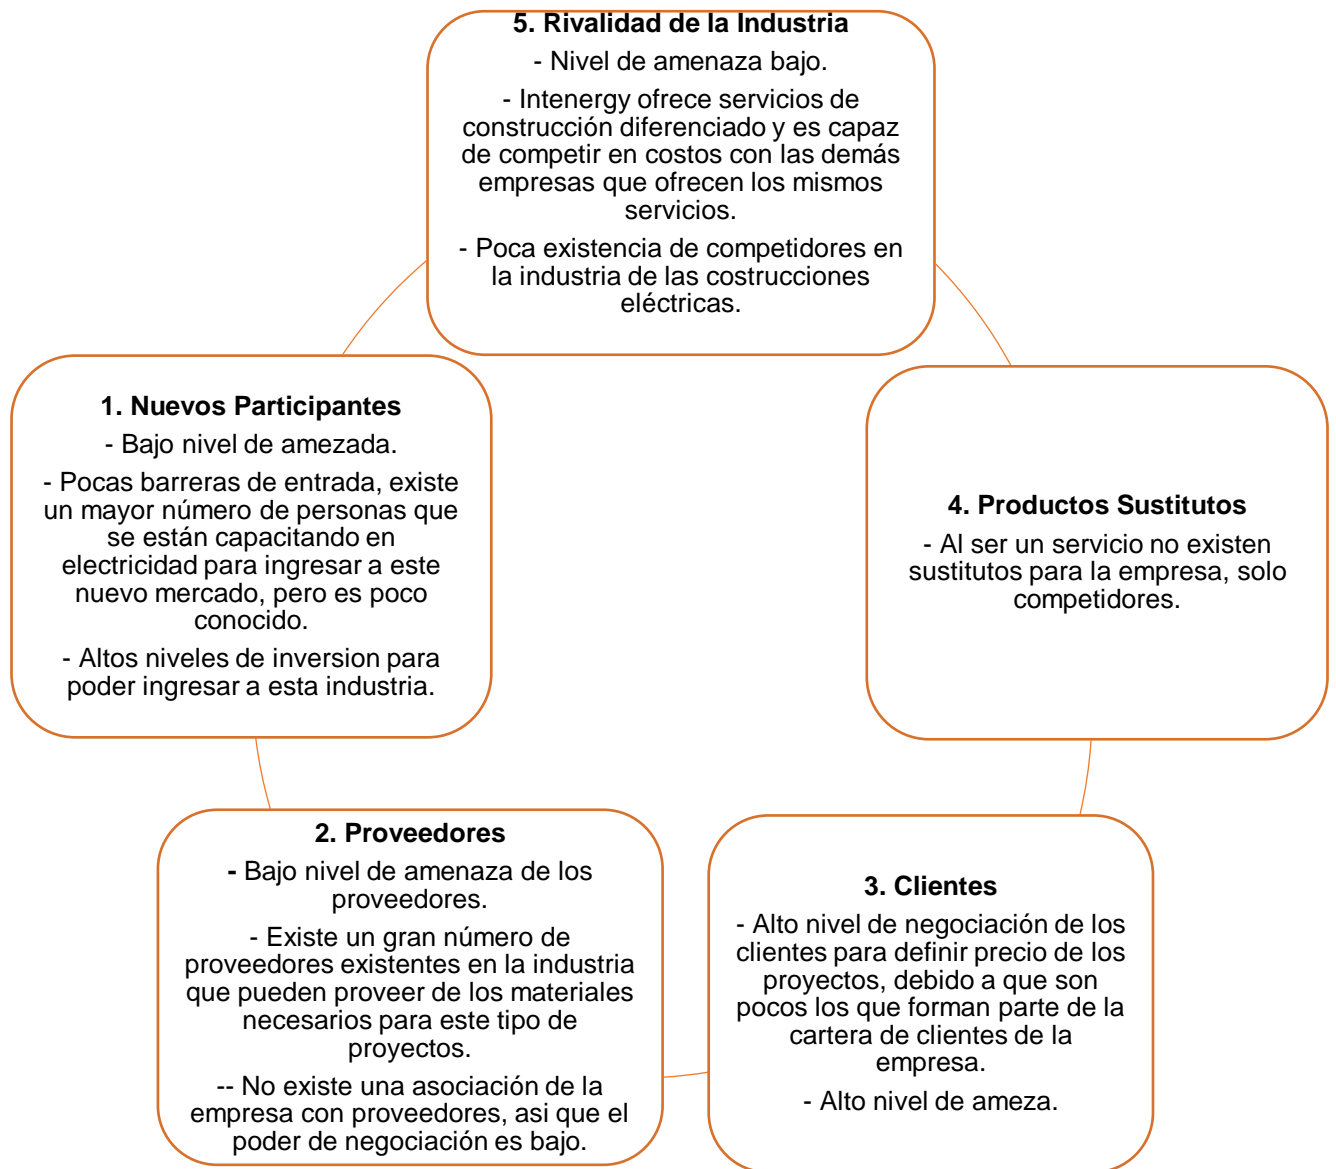 5. Rivalidad de la Industria
- Nivel de amenaza bajo.
- Intenergy ofrece servicios de
construcción diferenciado y es capaz
de competir en costos con las demás
empresas que ofrecen los mismos
servicios.
- Poca existencia de competidores en
la industria de las costrucciones
eléctricas.
1. Nuevos Participantes
- Bajo nivel de amezada.
- Pocas barreras de entrada, existe
un mayor número de personas que
se están capacitando en
electricidad para ingresar a este
nuevo mercado, pero es poco
conocido.
- Altos niveles de inversion para
poder ingresar a esta industria.
4. Productos Sustitutos
- Al ser un servicio no existen
sustitutos para la empresa, solo
competidores.
2. Proveedores
- Bajo nivel de amenaza de los
proveedores.
- Existe un gran número de
proveedores existentes en la industria
que pueden proveer de los materiales
necesarios para este tipo de
proyectos.
-- No existe una asociación de la
empresa con proveedores, asi que el
poder de negociación es bajo.
3. Clientes
- Alto nivel de negociación de los
clientes para definir precio de los
proyectos, debido a que son
pocos los que forman parte de la
cartera de clientes de la
empresa.
- Alto nivel de ameza.